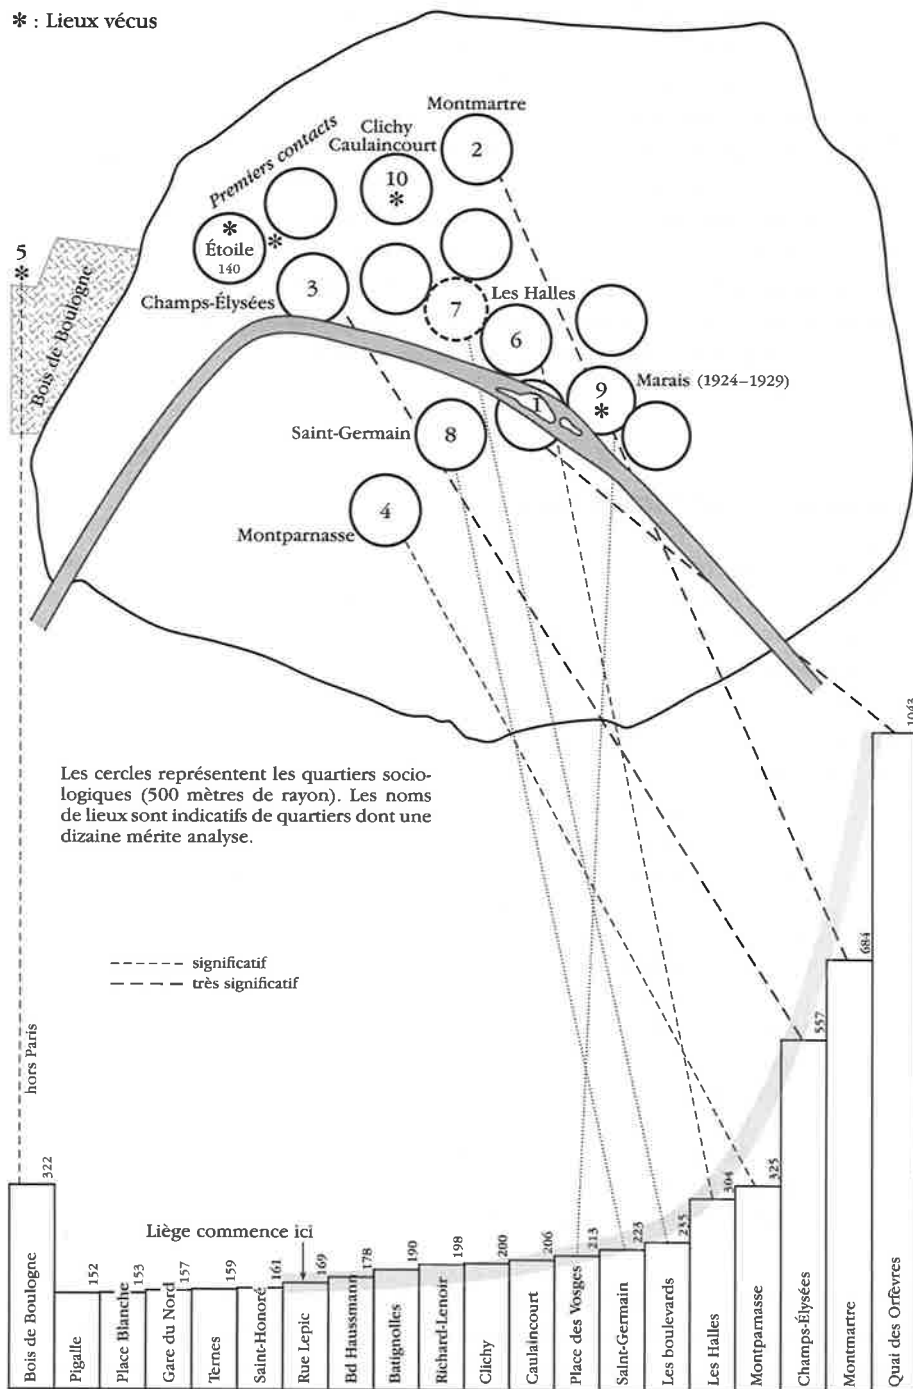 * : Lieux vécus
Montmartre
2
Clichy
Caulaincourt
10
*
Premiers contacts
*
Étoile
140
*
5
*
Bois de Boulogne
Champs-Élysées
3
7
Les Halles
6
Marais (1924–1929)
9
*
1
Saint-Germain
8
4
Montparnasse
Les cercles représentent les quartiers socio-
logiques (500 mètres de rayon). Les noms
de lieux sont indicatifs de quartiers dont une
dizaine mérite analyse.
significatif
très significatif
hors Paris
Liège commence ici
322
Bois de Boulogne
152
Pigalle
153
Place Blanche
157
Gare du Nord
159
Ternes
161
Saint-Honoré
169
Rue Lepic
178
Bd Haussmann
190
Batignolles
198
Richard-Lenoir
200
Clichy
206
Caulaincourt
213
Place des Vosges
223
Saint-Germain
235
Les boulevards
304
Les Halles
325
Montparnasse
557
Champs-Élysées
684
Montmartre
1043
Quai des Orfèvres